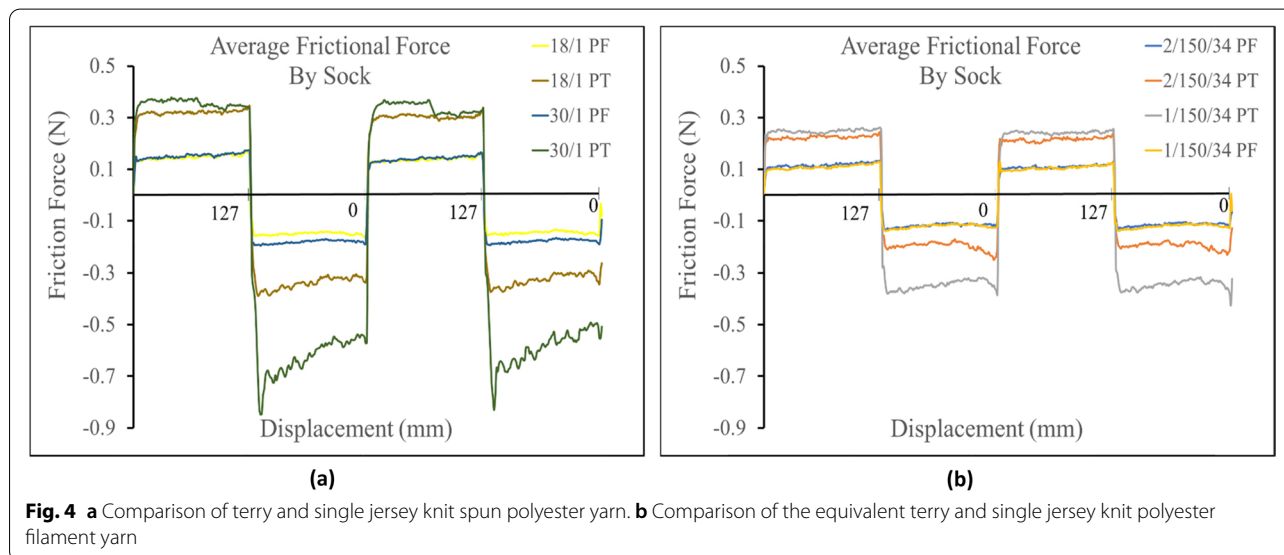 Average Frictional Force
By Sock
18/1 PF
18/1 PT
30/1 PF
30/1 PT
0.5
0.3
0.1
-0.1
-0.3
-0.5
-0.7
-0.9
Friction Force (N)
127
0
127
0
Displacement (mm)
(a)
Average Frictional Force
By Sock
2/150/34 PF
2/150/34 PT
1/150/34 PT
1/150/34 PF
0.5
0.3
0.1
-0.1
-0.3
-0.5
-0.7
-0.9
Friction Force (N)
127
0
127
0
Displacement (mm)
(b)
Fig. 4 a Comparison of terry and single jersey knit spun polyester yarn. b Comparison of the equivalent terry and single jersey knit polyester
filament yarn